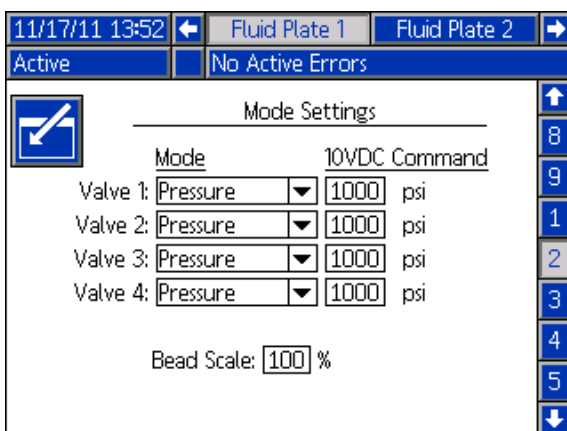 11/17/11 13:52 Fluid Plate 1 Fluid Plate 2
Active No Active Errors
Mode Settings
Mode 10VDC Command
Valve 1: Pressure 1000 psi
Valve 2: Pressure 1000 psi
Valve 3: Pressure 1000 psi
Valve 4: Pressure 1000 psi
Bead Scale: 100 %
8
9
1
2
3
4
5